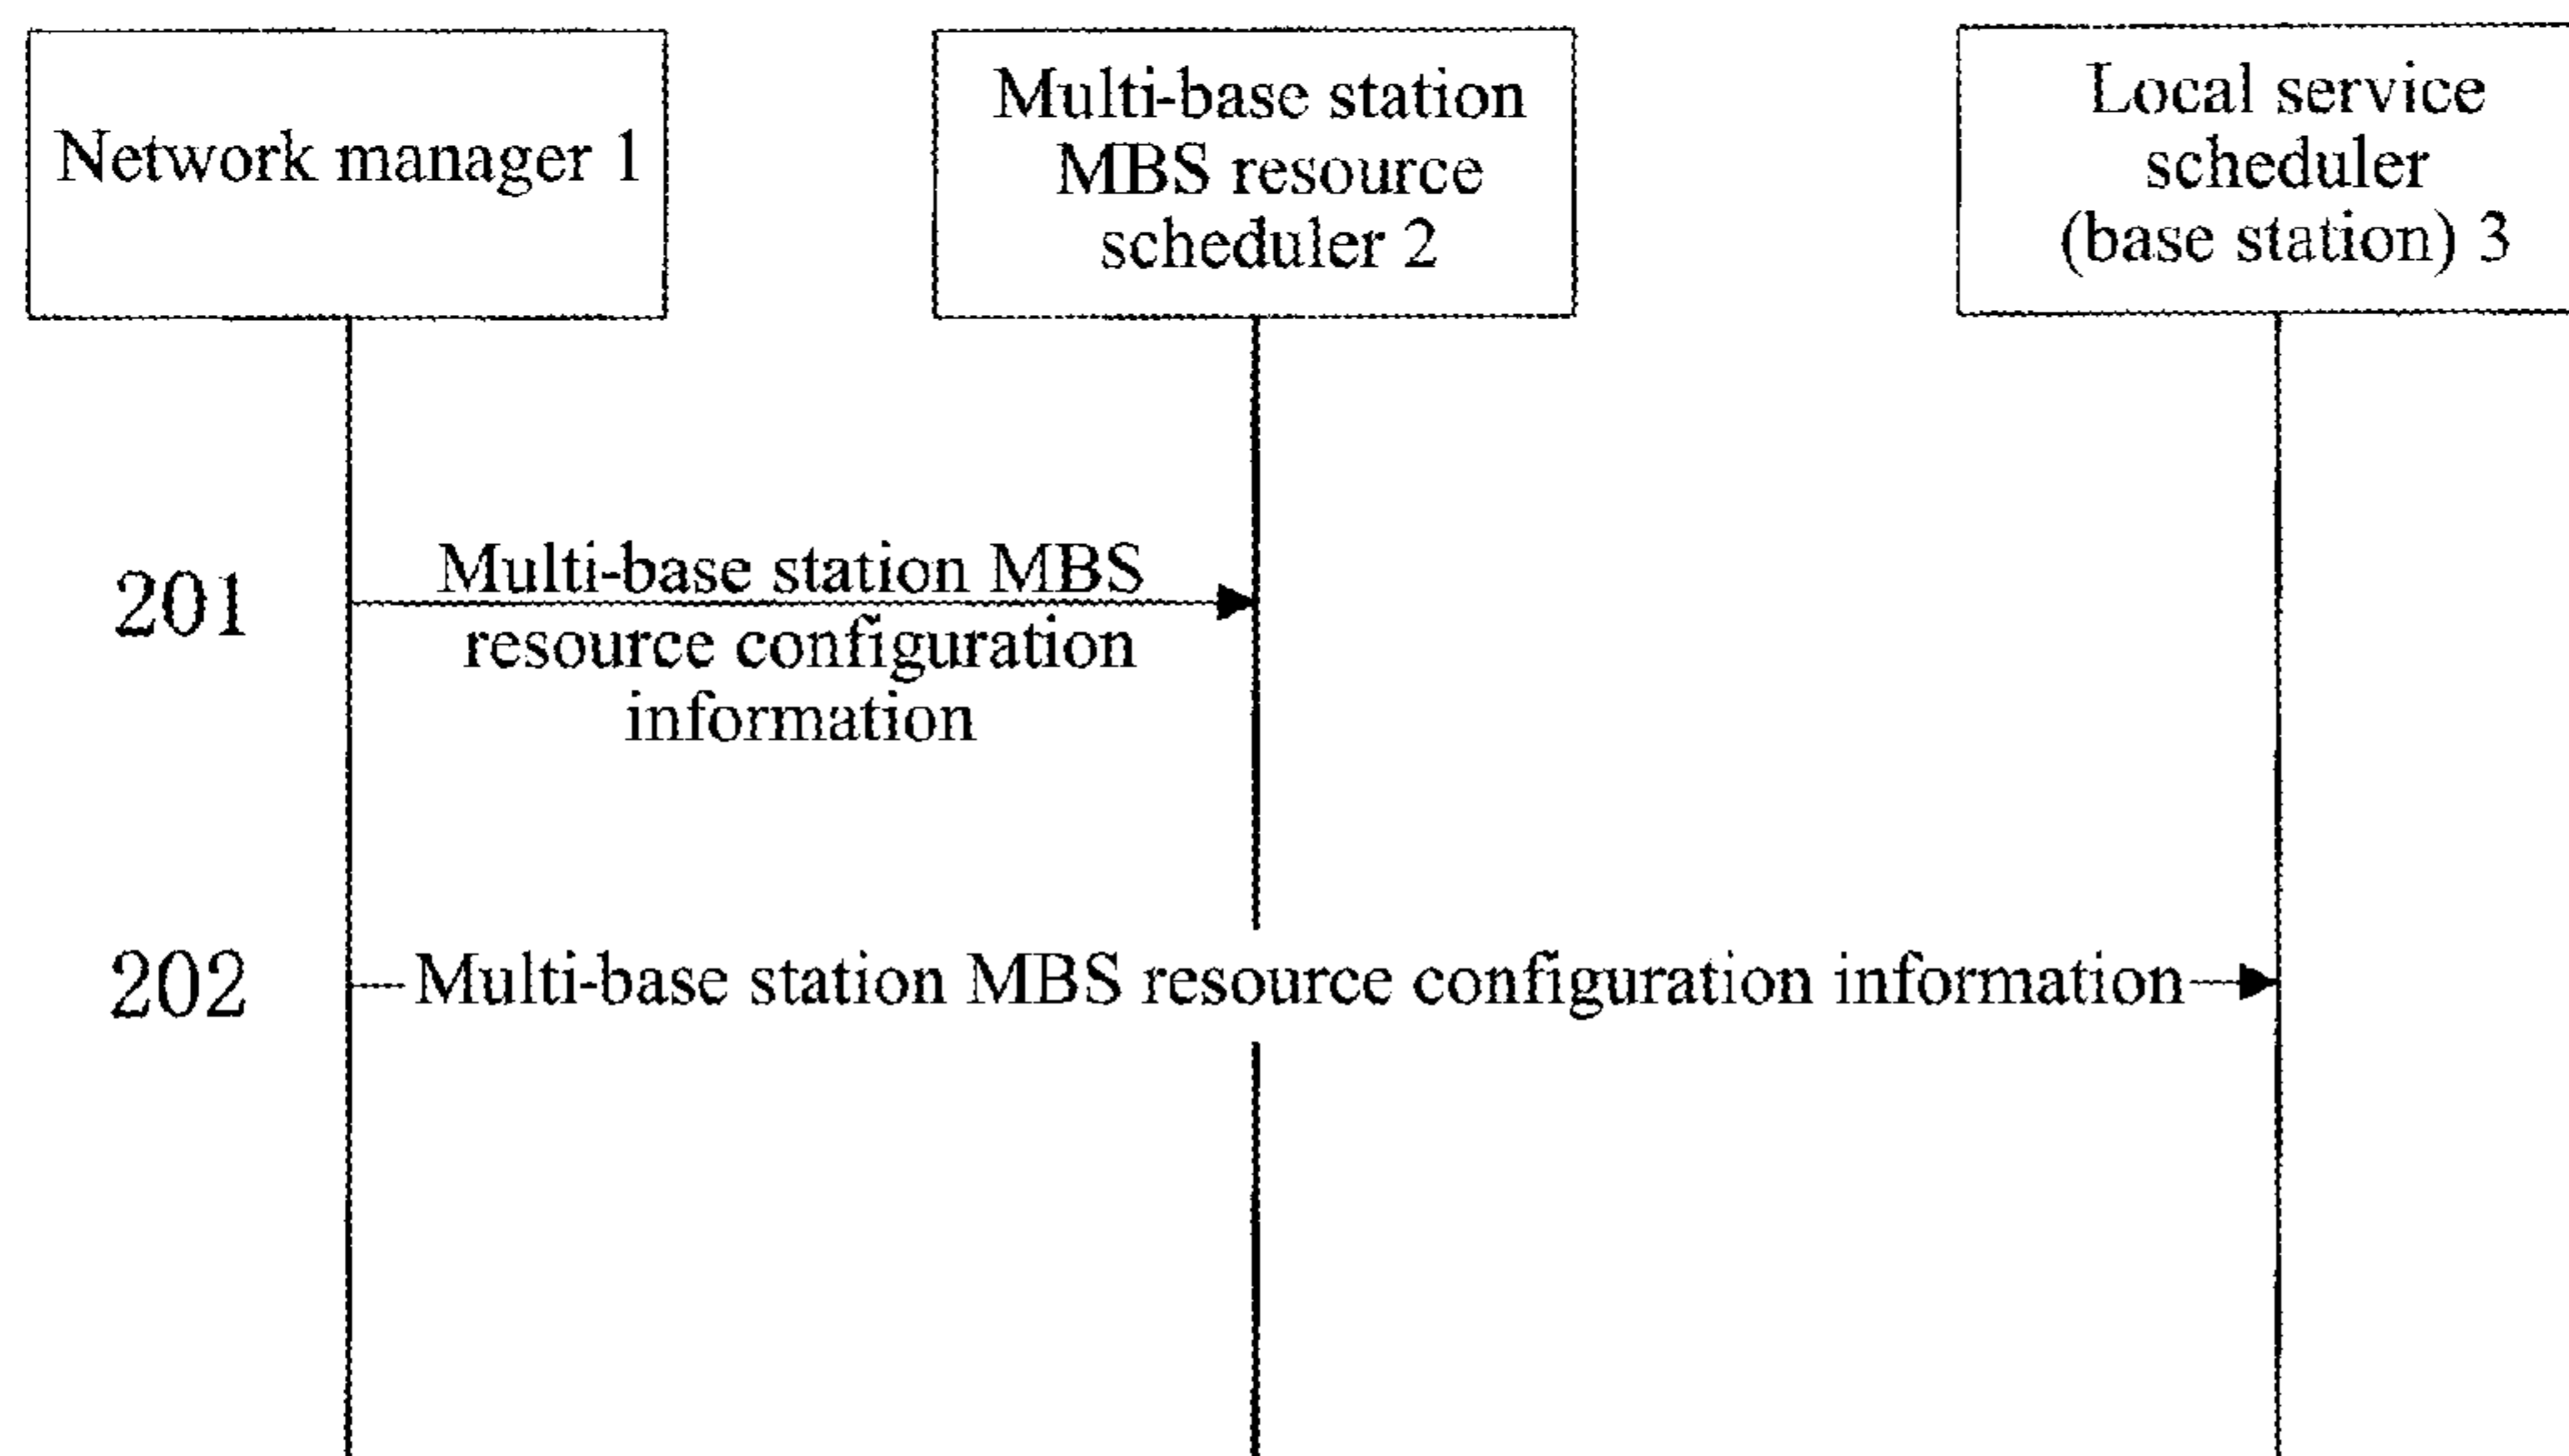 Network manager 1
Multi-base station
MBS resource
scheduler 2
Local service
scheduler
(base station) 3
201
Multi-base station MBS
resource configuration
information
202
Multi-base station MBS resource configuration information